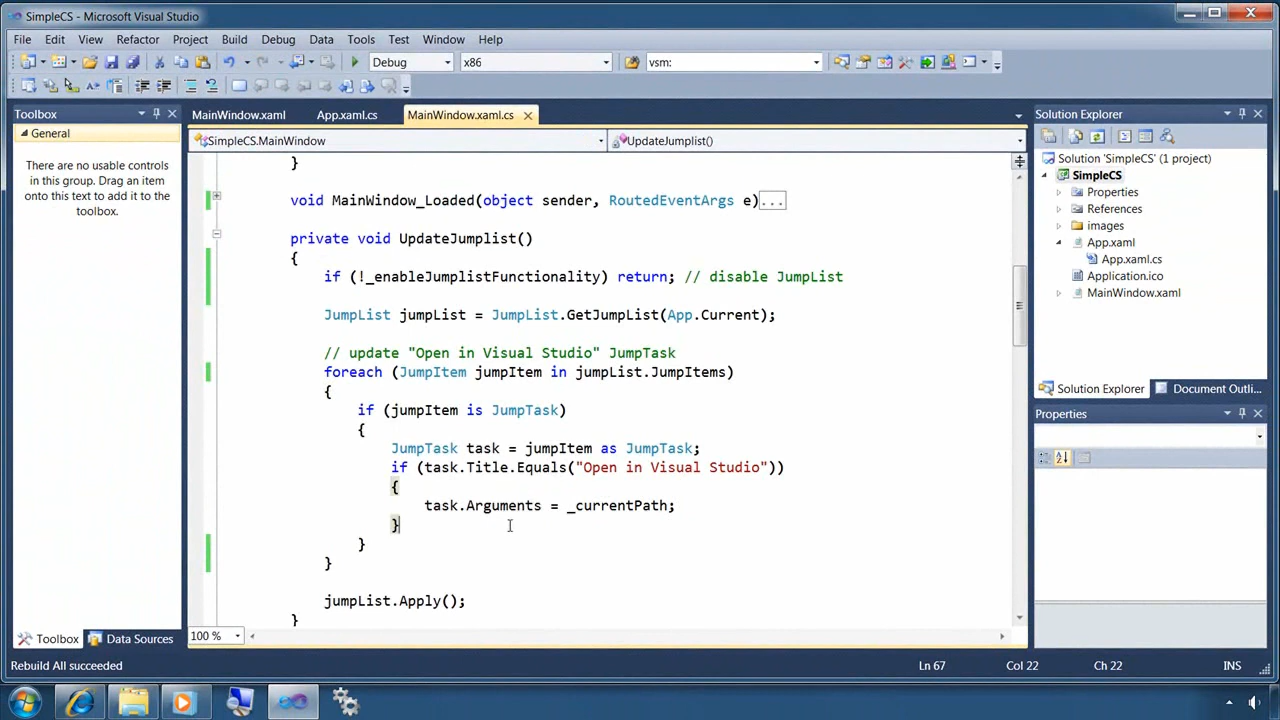 SimpleCS - Microsoft Visual Studio
File Edit View Refactor Project Build Debug Data Tools Test Window Help
Debug x86 vsm:
Toolbox
General
There are no usable controls
in this group. Drag an item
onto this text to add it to the
toolbox.
Toolbox Data Sources
MainWindow.xaml App.xaml.cs MainWindow.xaml.cs
SimpleCS.MainWindow UpdateJumplist()
}
void MainWindow_Loaded(object sender, RoutedEventArgs e)...
private void UpdateJumplist()
{
if (!_enableJumplistFunctionality) return; // disable JumpList
JumpList jumpList = JumpList.GetJumpList(App.Current);
// update "Open in Visual Studio" JumpTask
foreach (JumpItem jumpItem in jumpList.JumpItems)
{
if (jumpItem is JumpTask)
{
JumpTask task = jumpItem as JumpTask;
if (task.Title.Equals("Open in Visual Studio"))
{
task.Arguments = _currentPath;
}
}
}
jumpList.Apply();
}
100 %
Solution Explorer
Solution 'SimpleCS' (1 project)
SimpleCS
Properties
References
images
App.xaml
App.xaml.cs
Application.ico
MainWindow.xaml
Solution Explorer Document Outli...
Properties
Rebuild All succeeded Ln 67 Col 22 Ch 22 INS